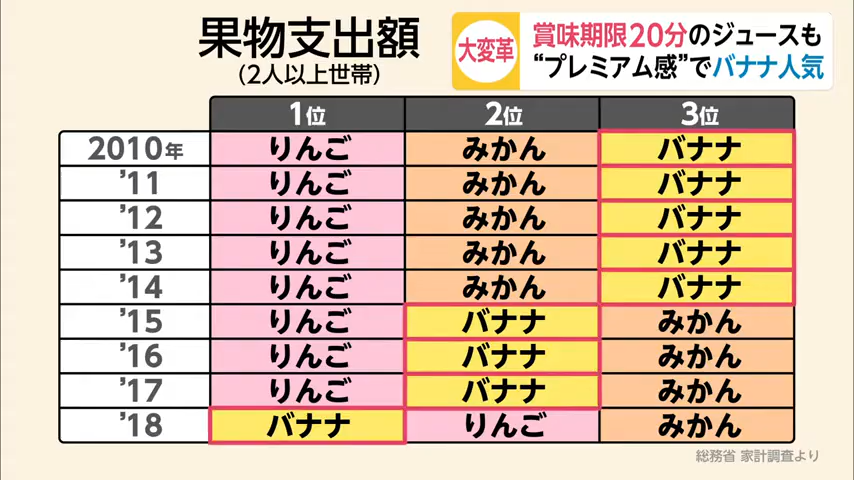 果物支出額
(2人以上世帯)
大変革
賞味期限20分のジュースも
“プレミアム感”でバナナ人気
1位 2位 3位
2010年 りんご みかん バナナ
’11 りんご みかん バナナ
’12 りんご みかん バナナ
’13 りんご みかん バナナ
’14 りんご みかん バナナ
’15 りんご バナナ みかん
’16 りんご バナナ みかん
’17 りんご バナナ みかん
’18 バナナ りんご みかん
総務省 家計調査より